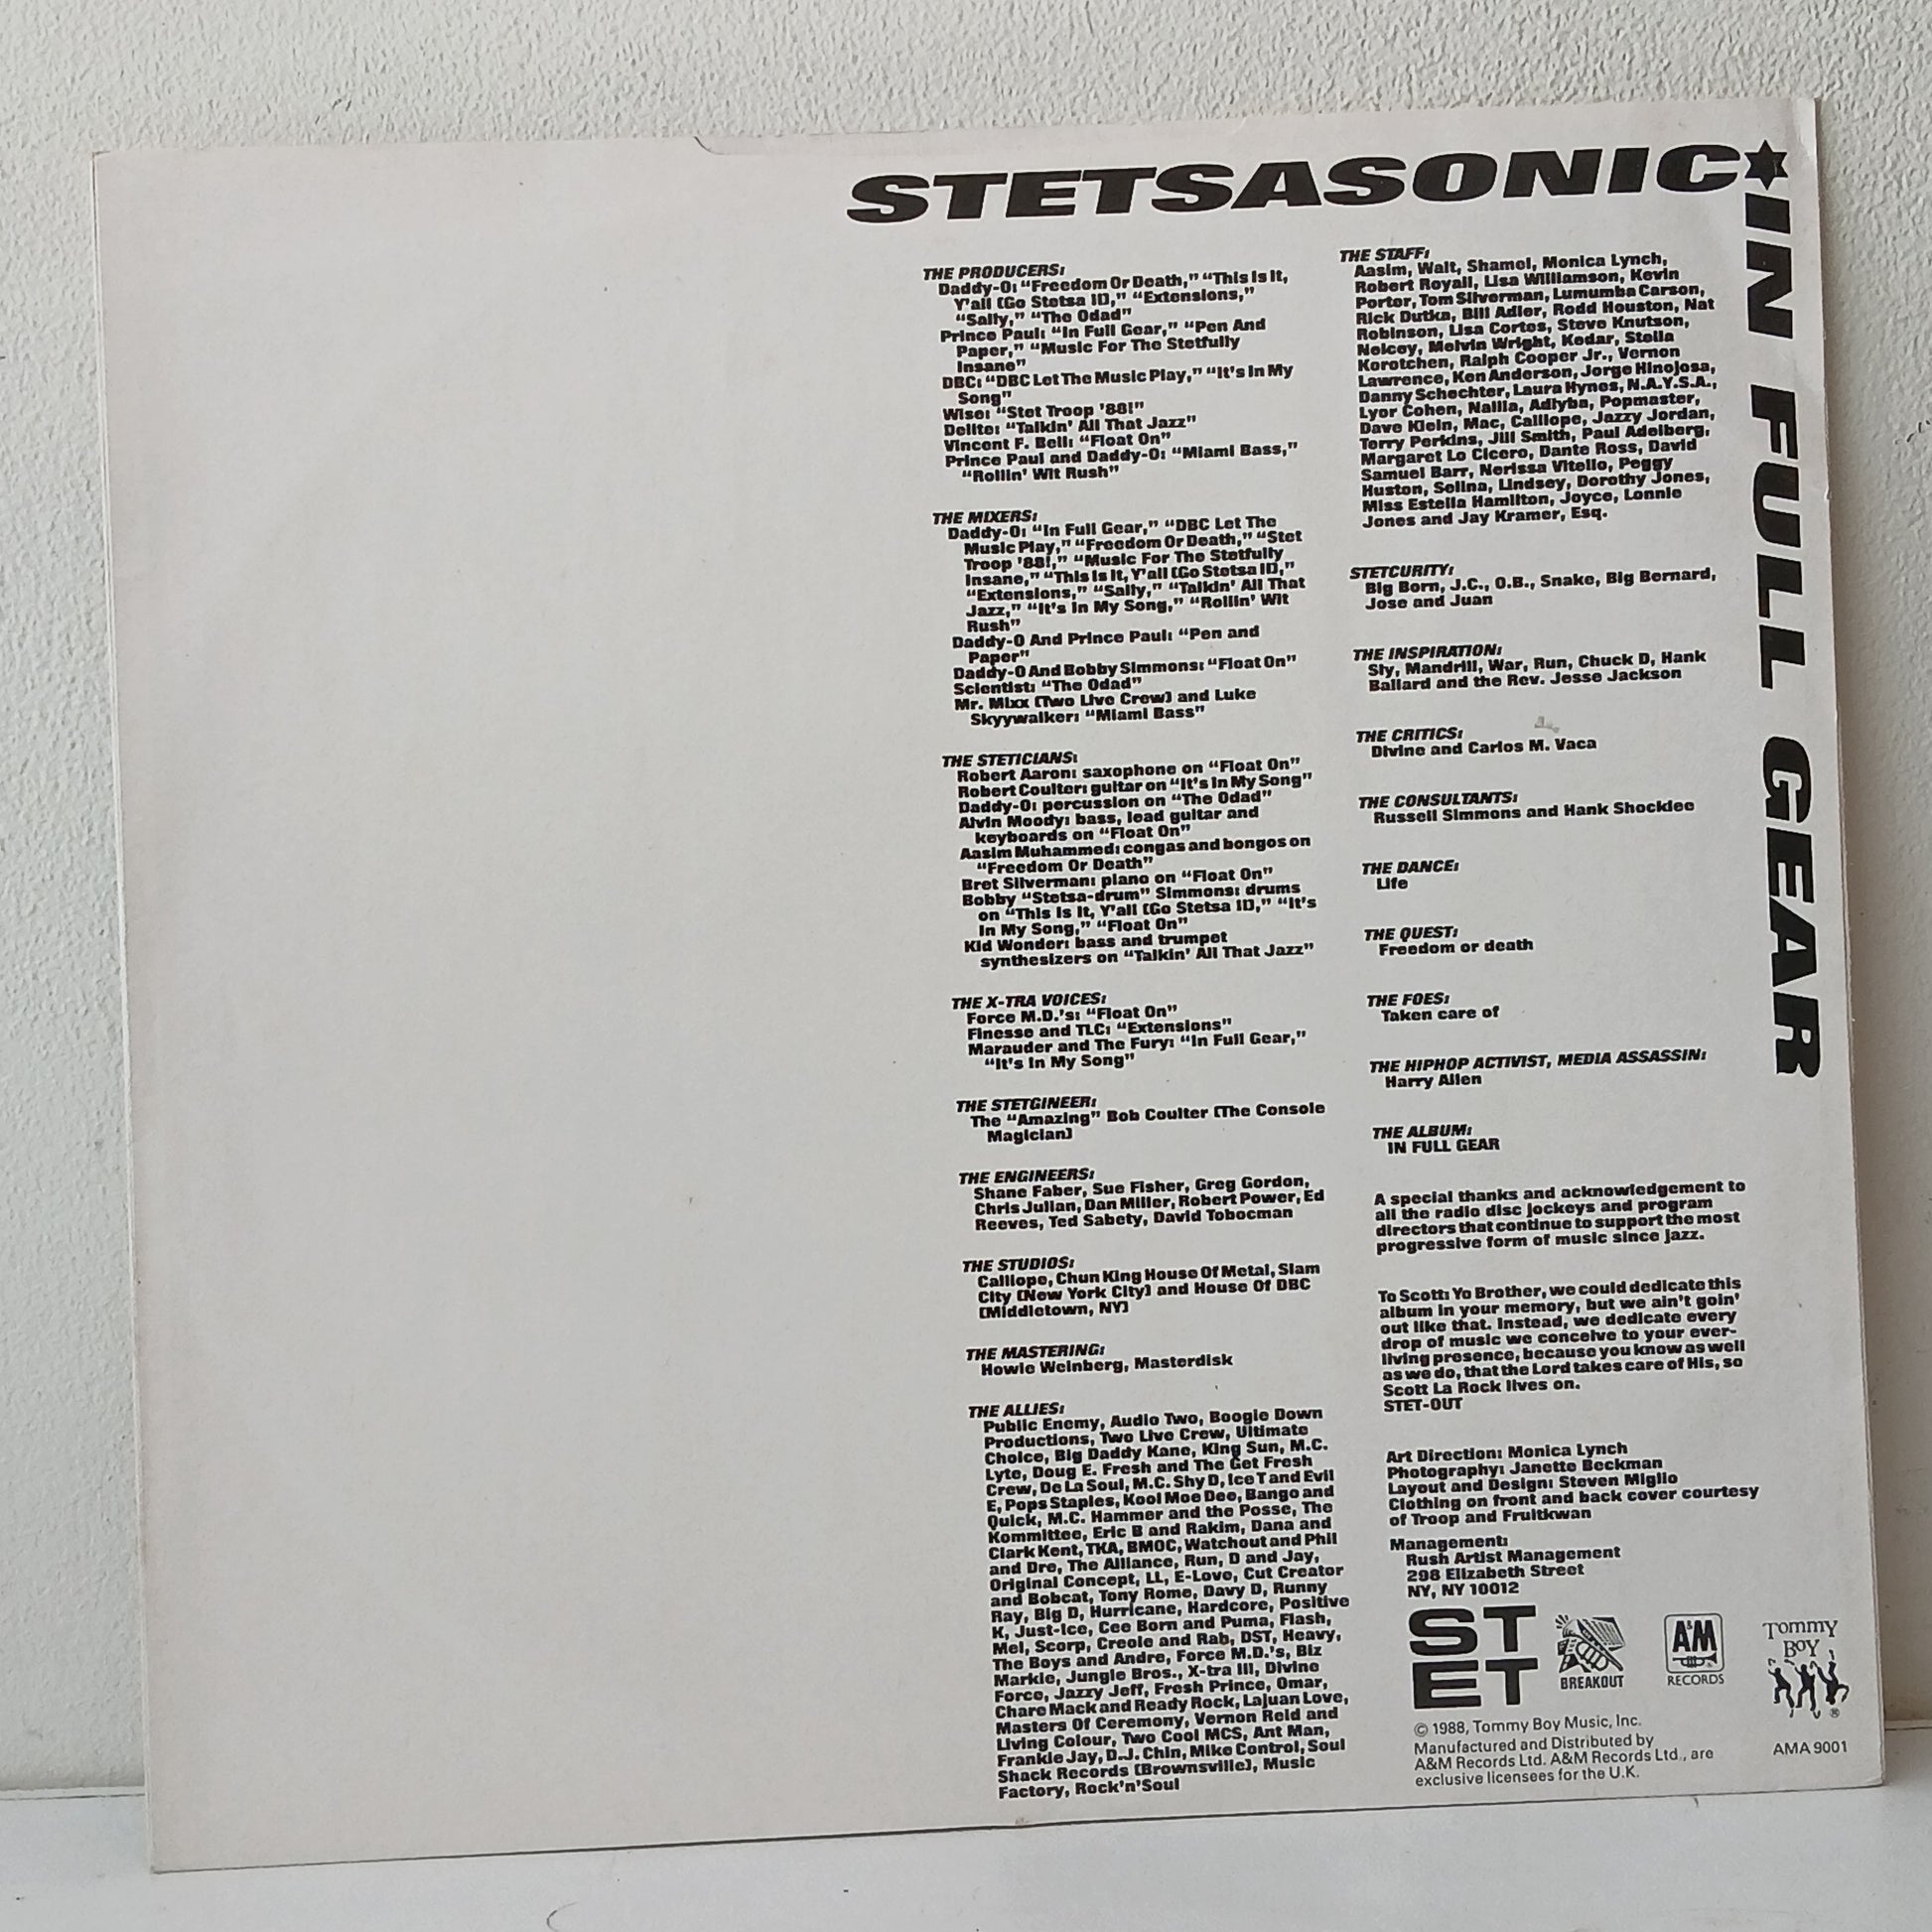 STETSASONIC
IN FULL GEAR
THE PRODUCERS:
Daddy-O: “Freedom Or Death,” “This Is It,
Y'all (Go Stetsa II),” “Extensions,”
“Sally,” “The Odad”
Prince Paul: “In Full Gear,” “Pen And
Paper,” “Music For The Stetfully
Insane”
DBC: “DBC Let The Music Play,” “It's In My
Song”
Wise: “Stet Troop '88!”
Delite: “Talkin' All That Jazz”
Vincent F. Bell: “Float On”
Prince Paul and Daddy-O: “Miami Bass,”
“Rollin' Wit Rush”
THE MIXERS:
Daddy-O: “In Full Gear,” “DBC Let The
Music Play,” “Freedom Or Death,” “Stet
Troop '88!,” “Music For The Stetfully
Insane,” “This Is It, Y'all (Go Stetsa II),”
“Extensions,” “Sally,” “Talkin' All That
Jazz,” “It's In My Song,” “Rollin' Wit
Rush”
Daddy-O And Prince Paul: “Pen and
Paper”
Daddy-O And Bobby Simmons: “Float On”
Scientist: “The Odad”
Mr. Mixx (Two Live Crew) and Luke
Skyywalker: “Miami Bass”
THE STETICIANS:
Robert Aaron: saxophone on “Float On”
Robert Coulter: guitar on “It's In My Song”
Daddy-O: percussion on “The Odad”
Alvin Moody: bass, lead guitar and
keyboards on “Float On”
Aasim Muhammed: congas and bongos on
“Freedom Or Death”
Bret Silverman: piano on “Float On”
Bobby “Stetsa-drum” Simmons: drums
on “This Is It, Y'all (Go Stetsa II),” “It's
In My Song,” “Float On”
Kid Wonder: bass and trumpet
synthesizers on “Talkin' All That Jazz”
THE X-TRA VOICES:
Force M.D.'s: “Float On”
Finesse and TLC: “Extensions”
Marauder and The Fury: “In Full Gear,”
“It's In My Song”
THE STETGINEER:
The “Amazing” Bob Coulter (The Console
Magician)
THE ENGINEERS:
Shane Faber, Sue Fisher, Greg Gordon,
Chris Julian, Dan Miller, Robert Power, Ed
Reeves, Ted Sabety, David Tobocman
THE STUDIOS:
Calliope, Chun King House Of Metal, Slam
City (New York City) and House Of DBC
(Middletown, NY)
THE MASTERING:
Howie Weinberg, Masterdisk
THE ALLIES:
Public Enemy, Audio Two, Boogie Down
Productions, Two Live Crew, Ultimate
Choice, Big Daddy Kane, King Sun, M.C.
Lyte, Doug E. Fresh and The Get Fresh
Crew, De La Soul, M.C. Shy D, Ice T and Evil
E, Pops Staples, Kool Moe Dee, Bango and
Quick, M.C. Hammer and the Posse, The
Kommittee, Eric B and Rakim, Dana and
Clark Kent, TKA, BMOC, Watchout and Phil
and Dre, The Alliance, Run, D and Jay,
Original Concept, LL, E-Love, Cut Creator
and Bobcat, Tony Rome, Davy D, Runny
Ray, Big D, Hurricane, Hardcore, Positive
K, Just-Ice, Cee Born and Puma, Flash,
Mel, Scorp, Creole and Rab, DST, Heavy,
The Boys and Andre, Force M.D.'s, Biz
Markie, Jungle Bros., X-tra III, Divine
Force, Jazzy Jeff, Fresh Prince, Omar,
Chare Mack and Ready Rock, LaJuan Love,
Masters Of Ceremony, Vernon Reid and
Living Colour, Two Cool MCS, Ant Man,
Frankie Jay, D.J. Chin, Mike Control, Soul
Shack Records (Brownsville), Music
Factory, Rock'n'Soul
THE STAFF:
Aasim, Walt, Shamel, Monica Lynch,
Robert Royall, Lisa Williamson, Kevin
Porter, Tom Silverman, Lumumba Carson,
Rick Dutka, Bill Adler, Rodd Houston, Nat
Robinson, Lisa Cortes, Steve Knutson,
Nelcey, Melvin Wright, Kedar, Stella
Korotchen, Ralph Cooper Jr., Vernon
Lawrence, Ken Anderson, Jorge Hinojosa,
Danny Schechter, Laura Hynes, N.A.Y.S.A.,
Lyor Cohen, Nailla, Adlyba, Popmaster,
Dave Klein, Mac, Calliope, Jazzy Jordan,
Terry Perkins, Jill Smith, Paul Adelberg,
Margaret Lo Cicero, Dante Ross, David
Samuel Barr, Nerissa Vitello, Peggy
Huston, Selina, Lindsey, Dorothy Jones,
Miss Estella Hamilton, Joyce, Lonnie
Jones and Jay Kramer, Esq.
STETCURITY:
Big Born, J.C., O.B., Snake, Big Bernard,
Jose and Juan
THE INSPIRATION:
Sly, Mandrill, War, Run, Chuck D, Hank
Ballard and the Rev. Jesse Jackson
THE CRITICS:
Divine and Carlos M. Vaca
THE CONSULTANTS:
Russell Simmons and Hank Shocklee
THE DANCE:
Life
THE QUEST:
Freedom or death
THE FOES:
Taken care of
THE HIPHOP ACTIVIST, MEDIA ASSASSIN:
Harry Allen
THE ALBUM:
IN FULL GEAR
A special thanks and acknowledgement to
all the radio disc jockeys and program
directors that continue to support the most
progressive form of music since jazz.
To Scott: Yo Brother, we could dedicate this
album in your memory, but we ain't goin'
out like that. Instead, we dedicate every
drop of music we conceive to your ever-
living presence, because you know as well
as we do, that the Lord takes care of His, so
Scott La Rock lives on.
STET-OUT
Art Direction: Monica Lynch
Photography: Janette Beckman
Layout and Design: Steven Miglio
Clothing on front and back cover courtesy
of Troop and Fruitkwan
Management:
Rush Artist Management
298 Elizabeth Street
NY, NY 10012
ST
ET
BREAKOUT
A&M
RECORDS
Tommy
Boy
®
© 1988, Tommy Boy Music, Inc.
Manufactured and Distributed by
A&M Records Ltd. A&M Records Ltd., are
exclusive licensees for the U.K.
AMA 9001